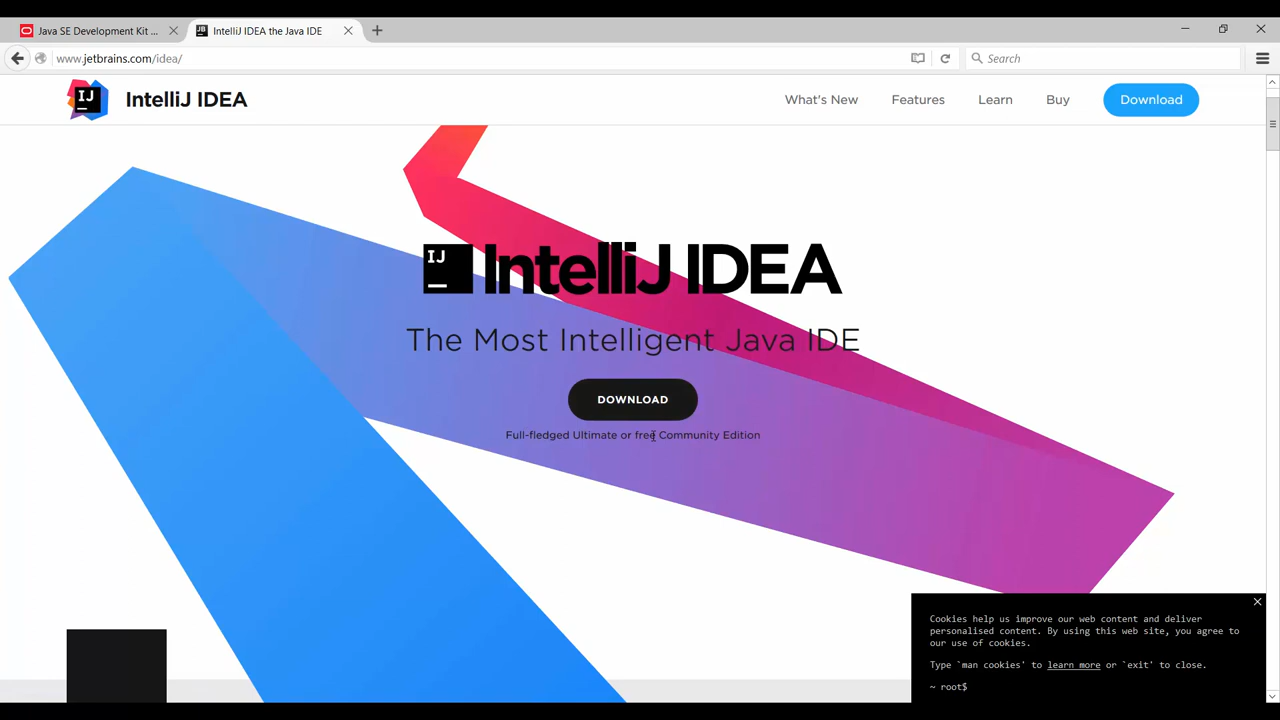 Java SE Development Kit ...
IntelliJ IDEA the Java IDE
www.jetbrains.com/idea/
Search
IJ
IntelliJ IDEA
What's New
Features
Learn
Buy
Download
IJ
IntelliJ IDEA
The Most Intelligent Java IDE
DOWNLOAD
Full-fledged Ultimate or free Community Edition
Cookies help us improve our web content and deliver
personalised content. By using this web site, you agree to
our use of cookies.
Type `man cookies' to learn more or `exit' to close.
~ root$